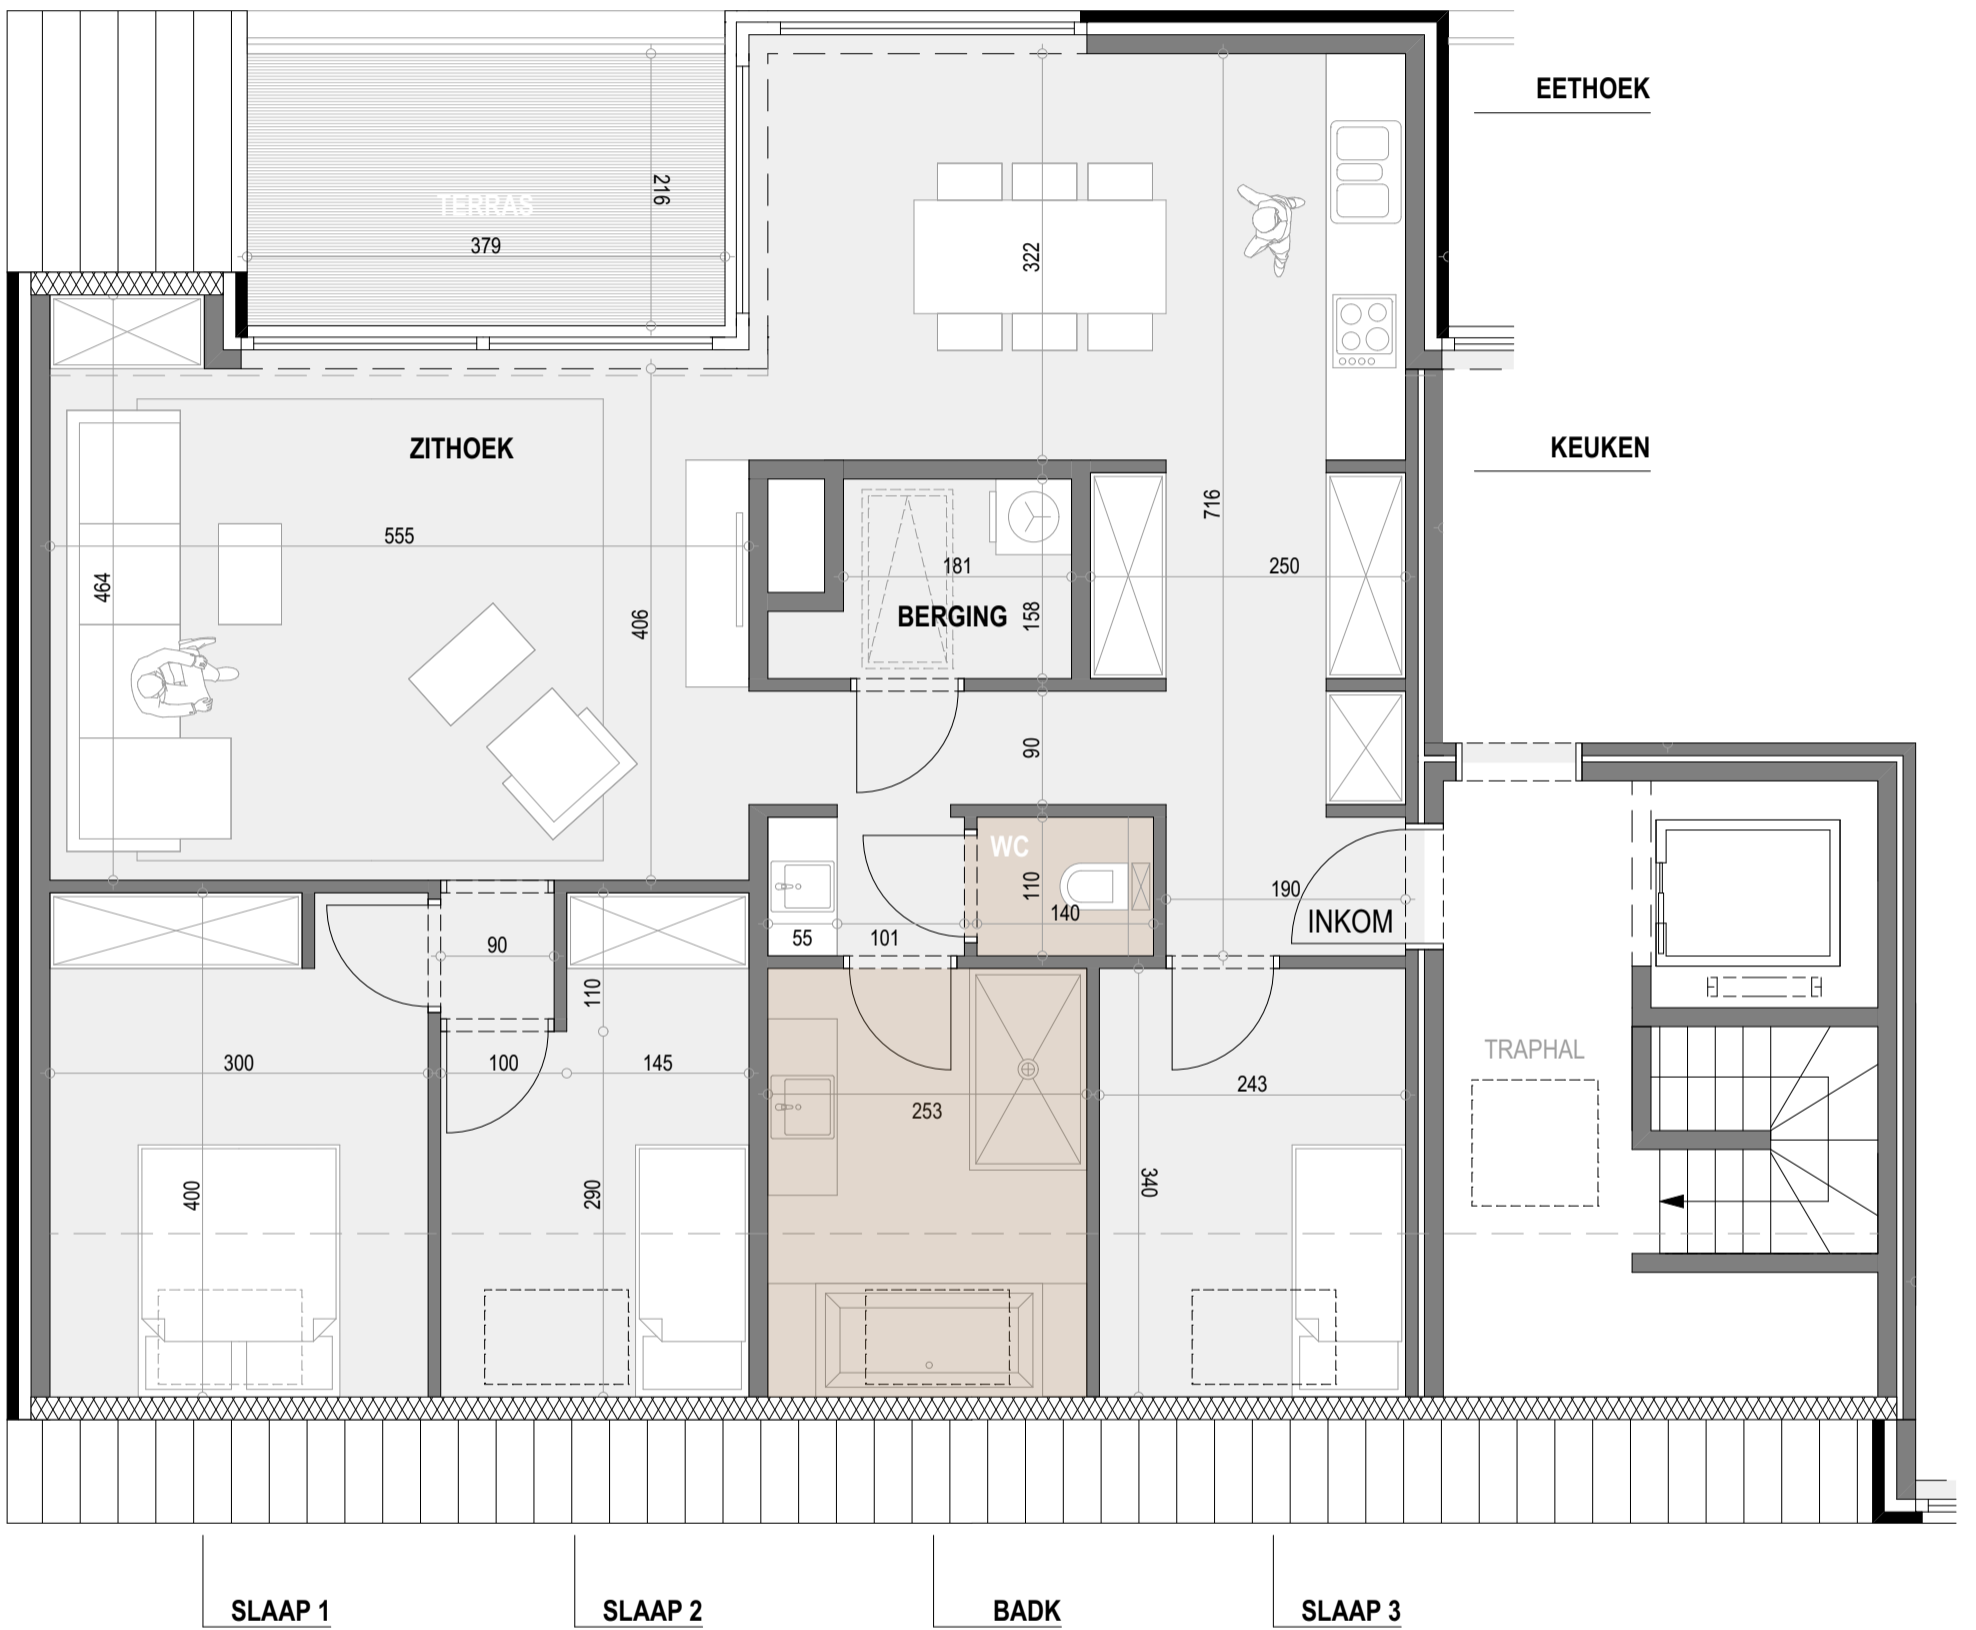 EETHOEK
216
TERRAS
379
322
ZITHOEK
KEUKEN
716
555
181
250
464
406
BERGING
158
90
WC
110
190
140
INKOM
55
101
90
110
TRAPHAL
300
100
145
243
253
400
290
340
SLAAP 1
SLAAP 2
BADK
SLAAP 3